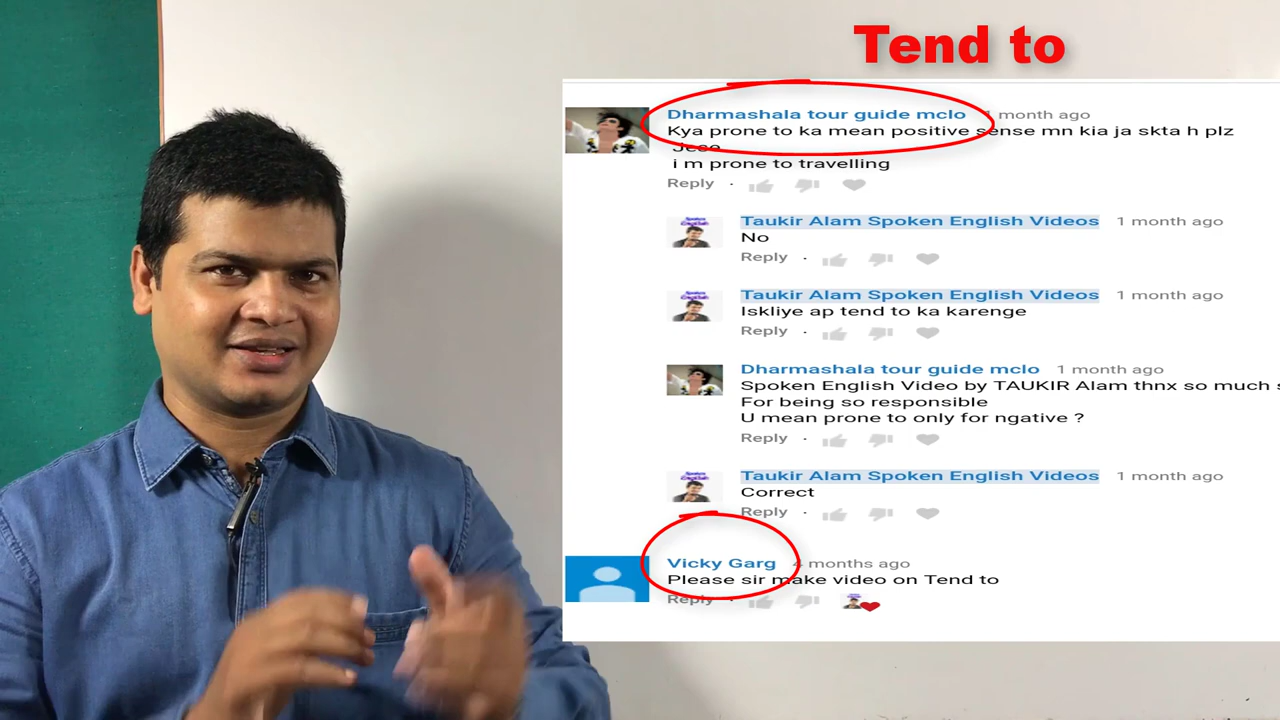 Tend to
Dharmashala tour guide mclo 1 month ago
Kya prone to ka mean positive sense mn kia ja skta h plz
Jese
i m prone to travelling
Reply
Taukir Alam Spoken English Videos 1 month ago
No
Reply
Taukir Alam Spoken English Videos 1 month ago
Iskliye ap tend to ka karenge
Reply
Dharmashala tour guide mclo 1 month ago
Spoken English Video by TAUKIR Alam thnx so much
For being so responsible
U mean prone to only for ngative ?
Reply
Taukir Alam Spoken English Videos 1 month ago
Correct
Reply
Vicky Garg 4 months ago
Please sir make video on Tend to
Reply